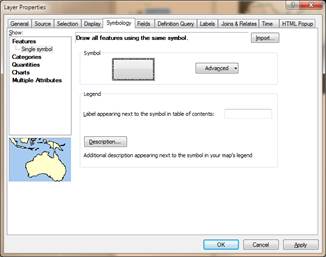 Layer Properties
General Source Selection Display Symbology Fields Definition Query Labels Joins & Relates Time HTML Popup
Show:
Features
Single symbol
Categories
Quantities
Charts
Multiple Attributes
Draw all features using the same symbol.
Import...
Symbol
Advanced
Legend
Label appearing next to the symbol in table of contents:
Description...
Additional description appearing next to the symbol in your map's legend
OK Cancel Apply